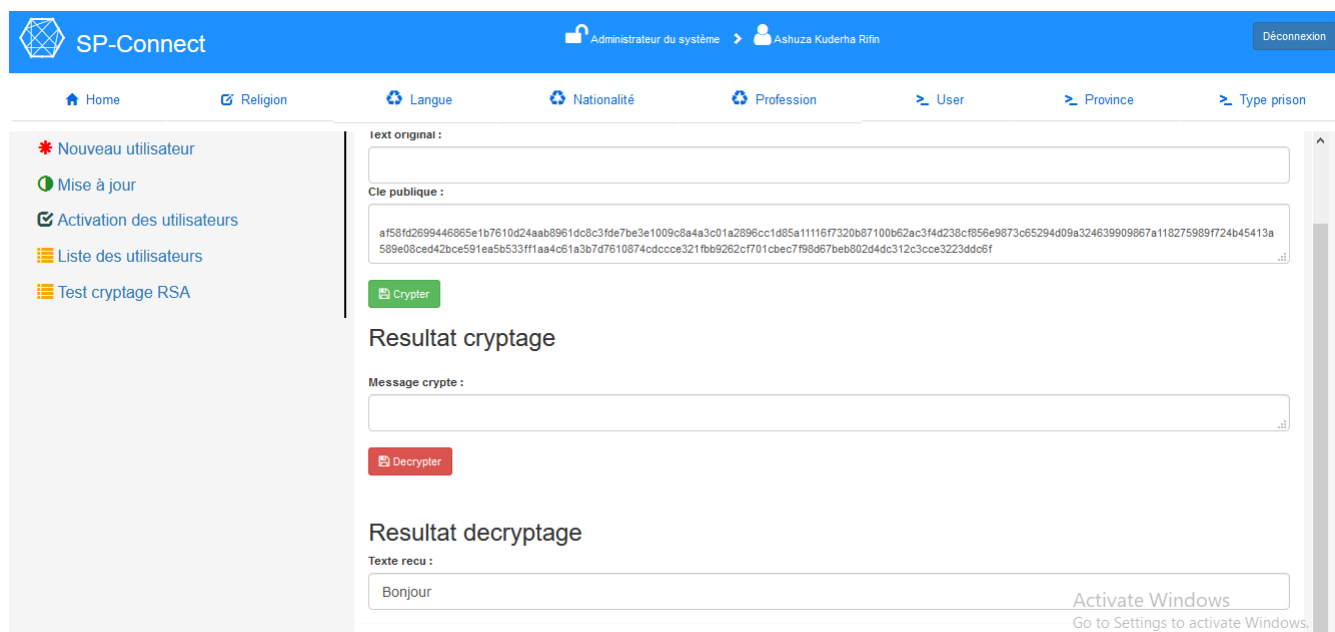 SP-Connect
Administrateur du système
Ashuza Kuderha Rifin
Déconnexion
Home
Religion
Langue
Nationalité
Profession
User
Province
Type prison
Nouveau utilisateur
Mise à jour
Activation des utilisateurs
Liste des utilisateurs
Test cryptage RSA
Text original :
Cle publique :
af58fd2699446865e1b7610d24aab8961dc8c3fde7be3e1009c8a4a3c01a2896cc1d85a11116f7320b87100b62ac3f4d238cf856e9873c65294d09a324639909867a118275989f724b45413a
589e08ced42bce591ea5b533ff1aa4c61a3b7d7610874cdccce321fbb9262cf701cbec7f98d67beb802d4dc312c3cce3223ddc6f
Crypter
Resultat cryptage
Message crypte :
Decrypter
Resultat decryptage
Texte recu :
Bonjour
Activate Windows
Go to Settings to activate Windows.